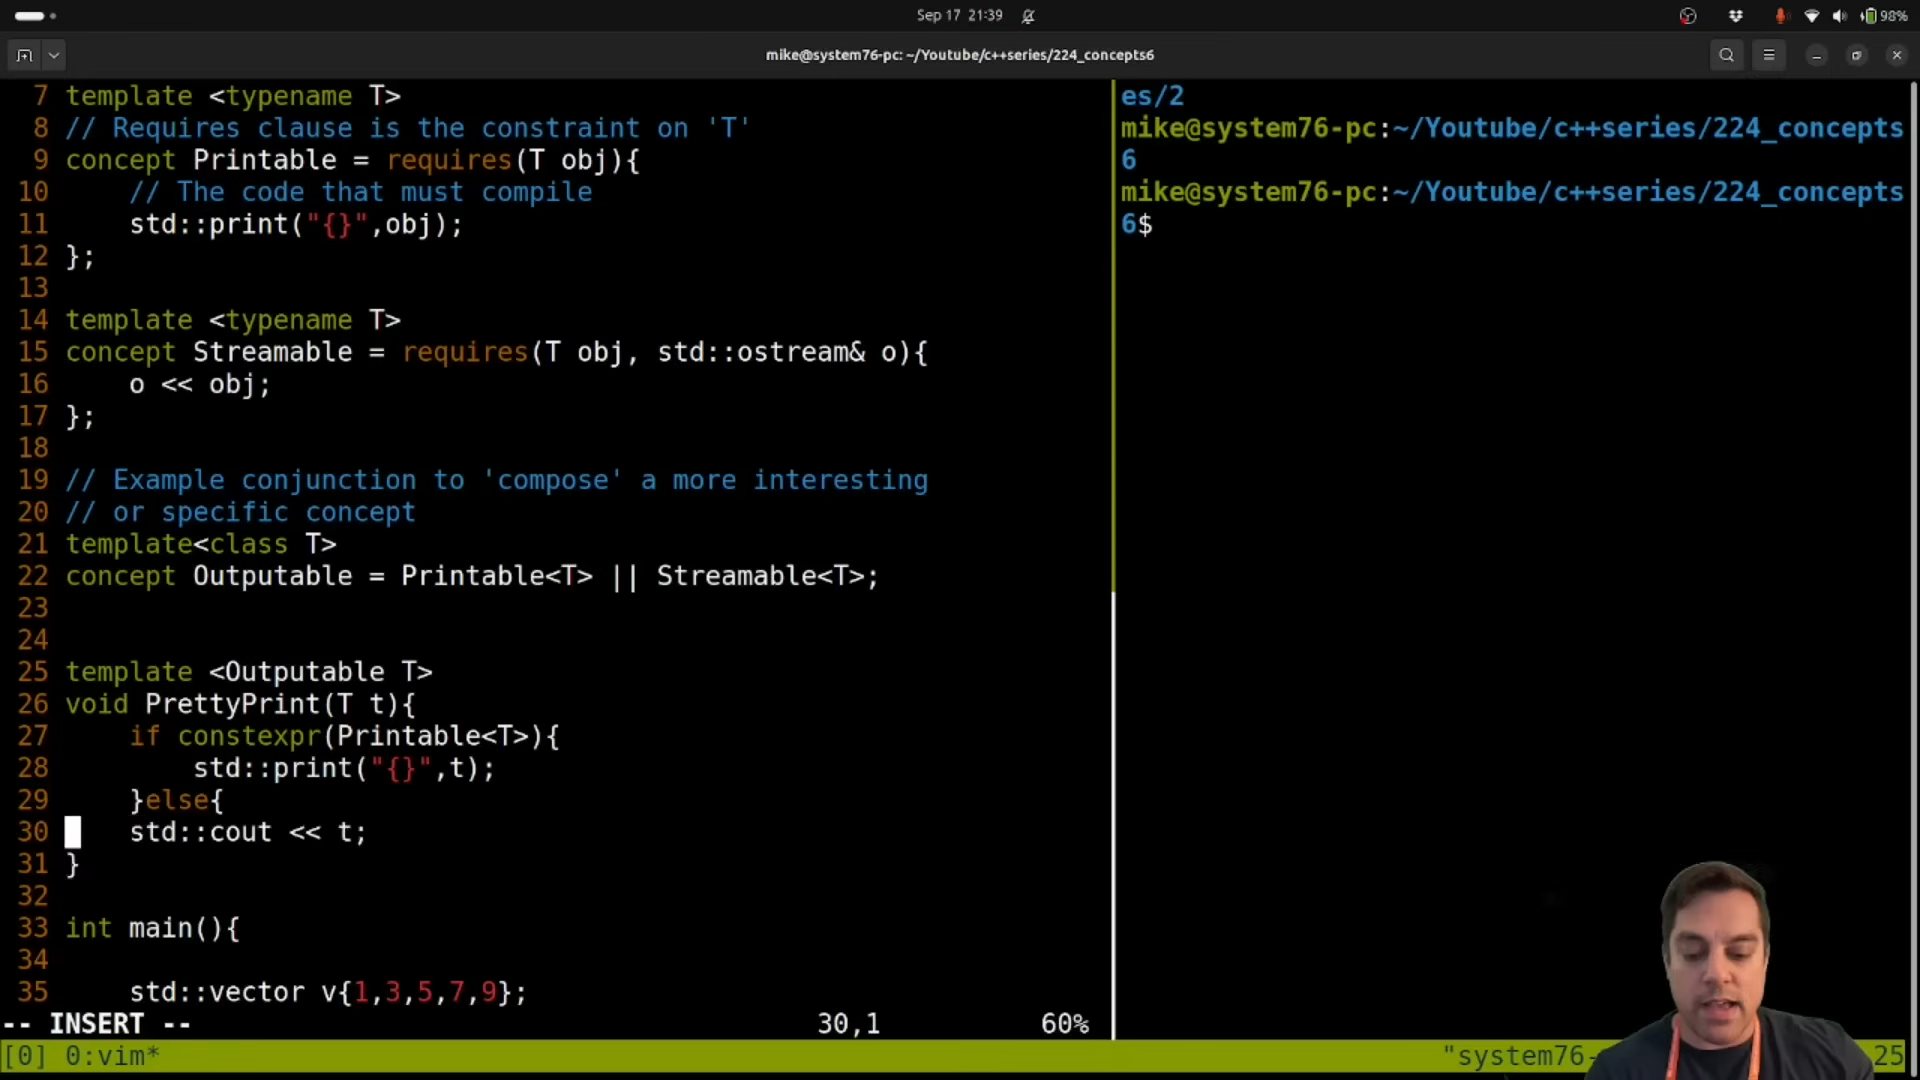 Sep 17 21:39
98%
mike@system76-pc: ~/Youtube/c++series/224_concepts6
7 template <typename T>
8 // Requires clause is the constraint on 'T'
9 concept Printable = requires(T obj){
10     // The code that must compile
11     std::print("{}",obj);
12 };
13
14 template <typename T>
15 concept Streamable = requires(T obj, std::ostream& o){
16     o << obj;
17 };
18
19 // Example conjunction to 'compose' a more interesting
20 // or specific concept
21 template<class T>
22 concept Outputable = Printable<T> || Streamable<T>;
23
24
25 template <Outputable T>
26 void PrettyPrint(T t){
27     if constexpr(Printable<T>){
28         std::print("{}",t);
29     }else{
30     std::cout << t;
31 }
32
33 int main(){
34
35     std::vector v{1,3,5,7,9};
-- INSERT -- 30,1 60%
es/2
mike@system76-pc:~/Youtube/c++series/224_concepts
6
mike@system76-pc:~/Youtube/c++series/224_concepts
6$
[0] 0:vim* "system76- 25